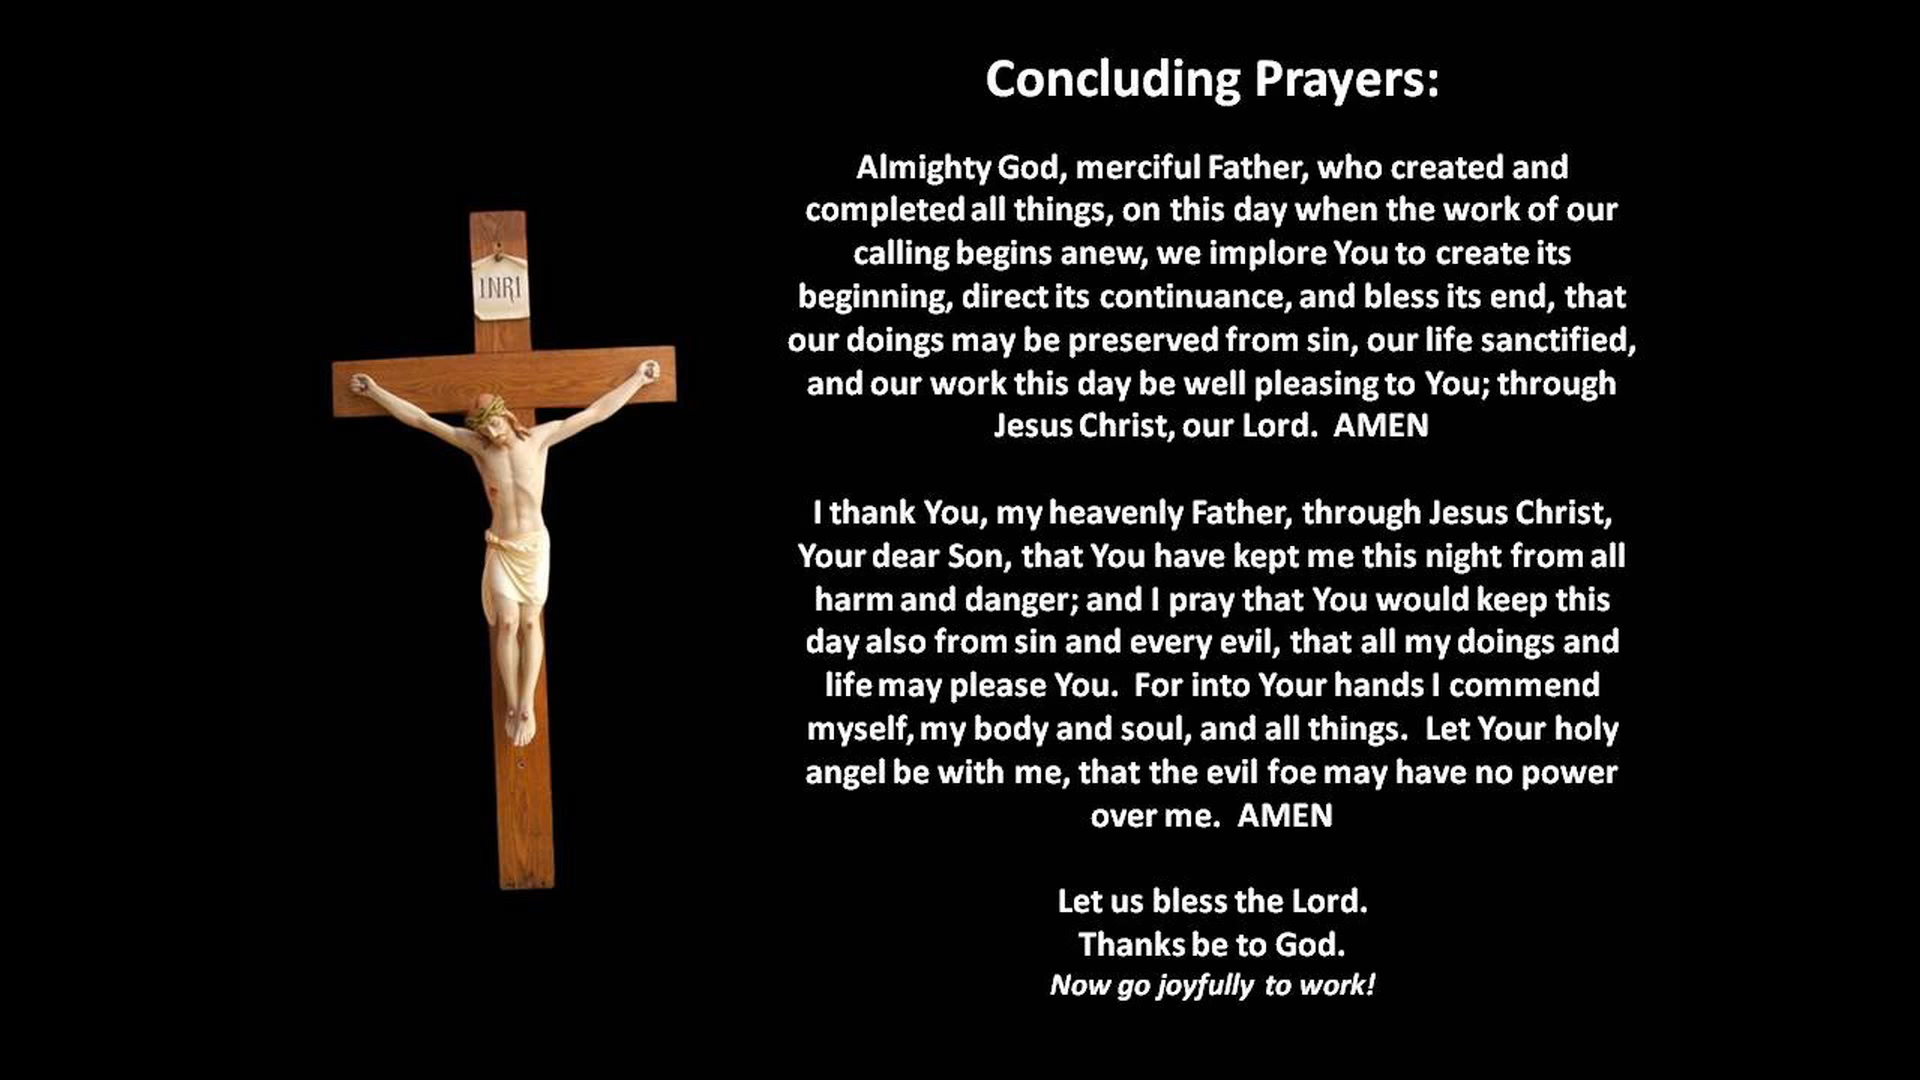 Concluding Prayers:
INRI
Almighty God, merciful Father, who created and
completed all things, on this day when the work of our
calling begins anew, we implore You to create its
beginning, direct its continuance, and bless its end, that
our doings may be preserved from sin, our life sanctified,
and our work this day be well pleasing to You; through
Jesus Christ, our Lord.  AMEN
I thank You, my heavenly Father, through Jesus Christ,
Your dear Son, that You have kept me this night from all
harm and danger; and I pray that You would keep this
day also from sin and every evil, that all my doings and
life may please You.  For into Your hands I commend
myself, my body and soul, and all things.  Let Your holy
angel be with me, that the evil foe may have no power
over me.  AMEN
Let us bless the Lord.
Thanks be to God.
Now go joyfully to work!